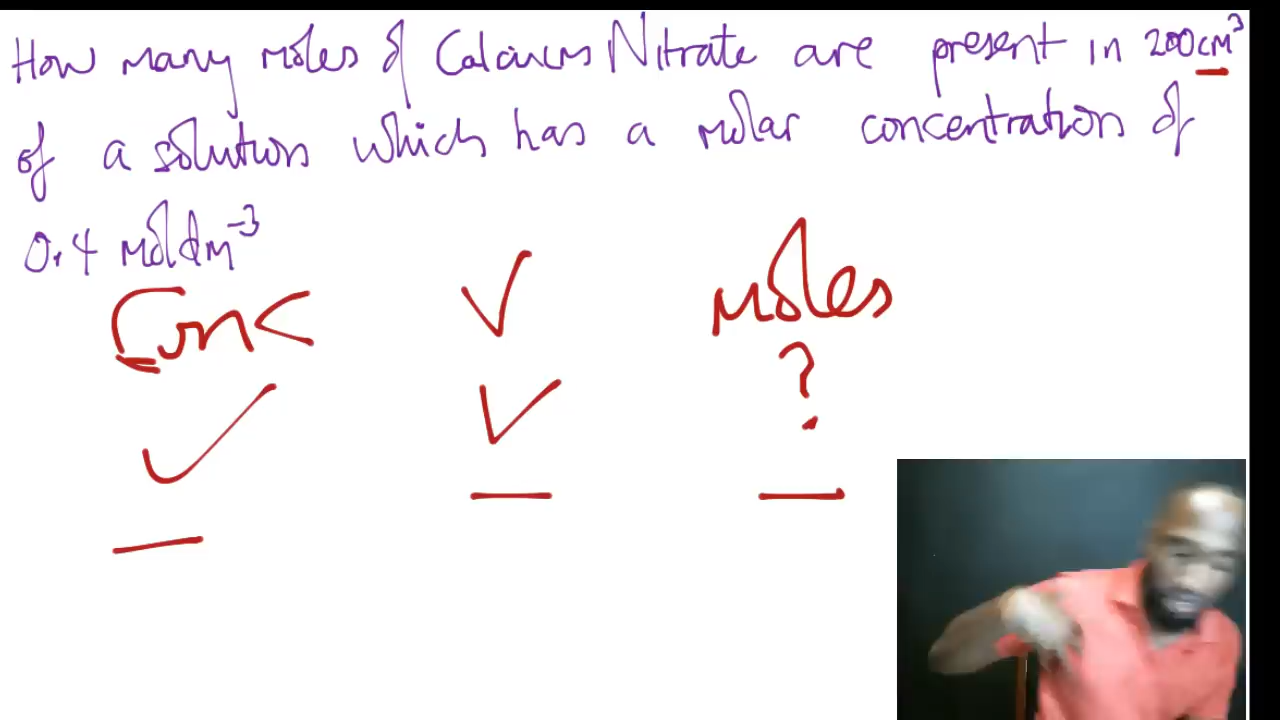 How many moles of Calcium Nitrate are present in 200cm³
of a solution which has a molar concentration of
0.4 moldm⁻³
Conc V moles
✓ ✓ ?